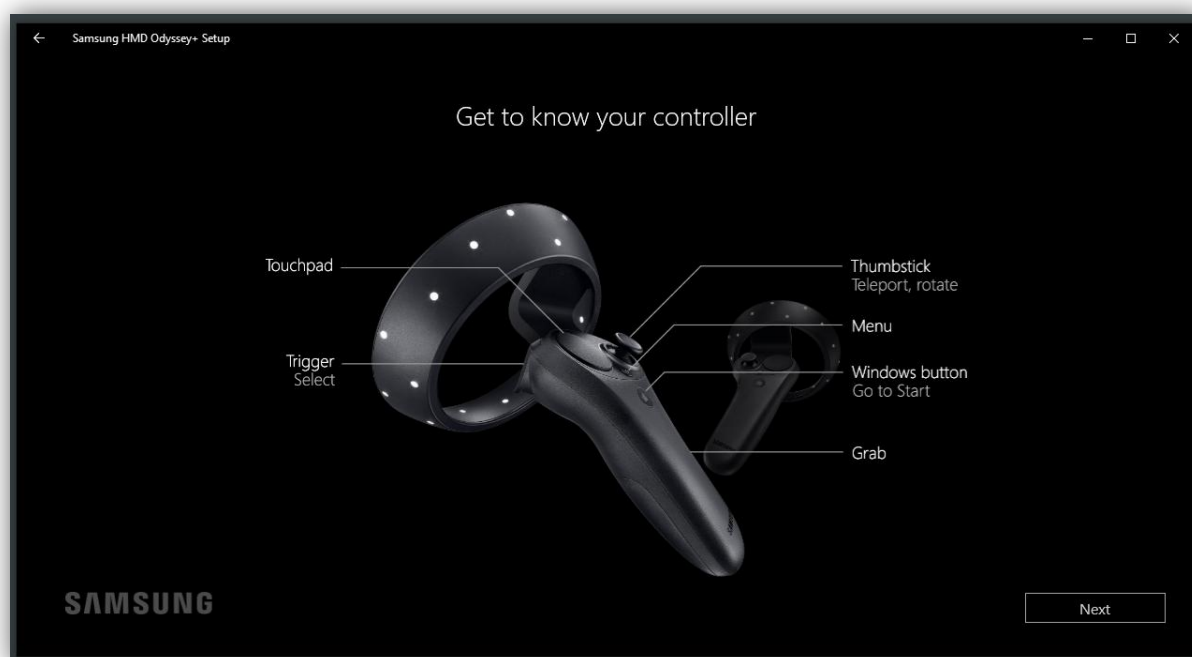 Samsung HMD Odyssey+ Setup
Get to know your controller
Touchpad
Trigger
Select
Thumbstick
Teleport, rotate
Menu
Windows button
Go to Start
Grab
SAMSUNG
Next